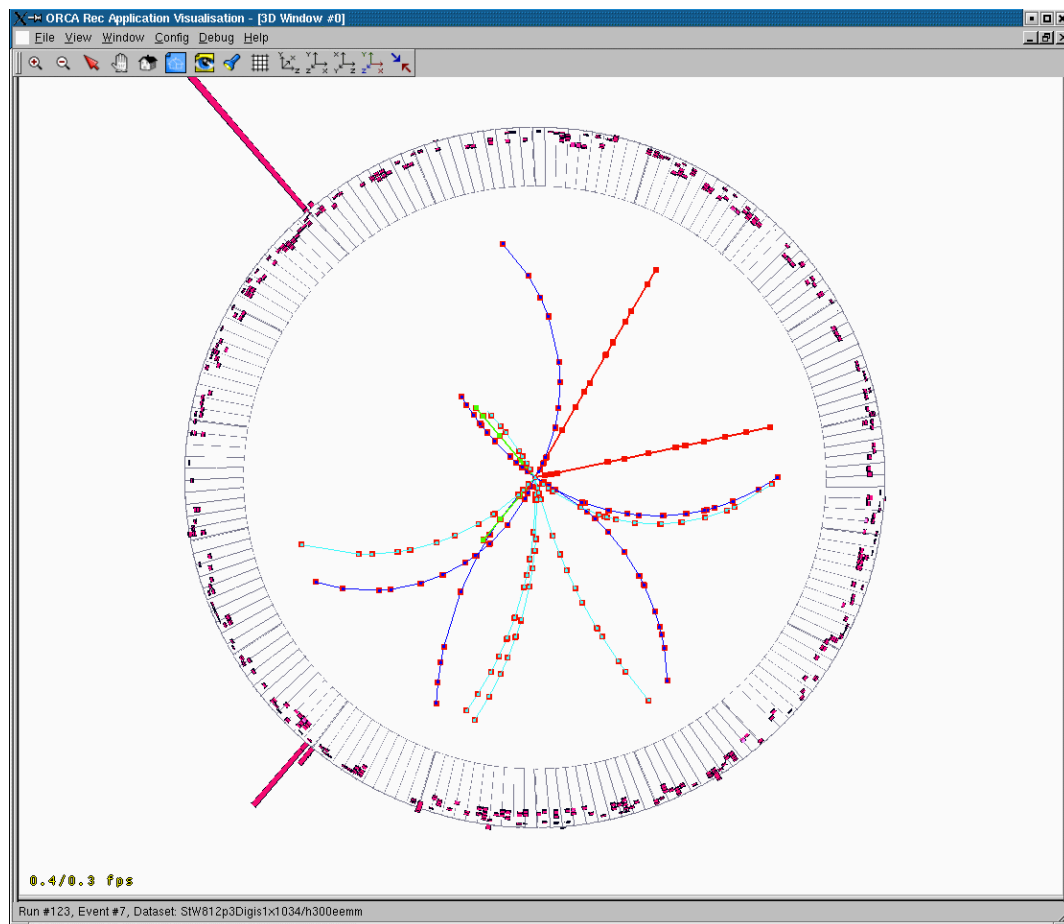 ORCA Rec Application Visualisation - [3D Window #0]
File View Window Config Debug Help
0.4/0.3 fps
Run #123, Event #7, Dataset: StW812p3Digis1x1034/h300eemm